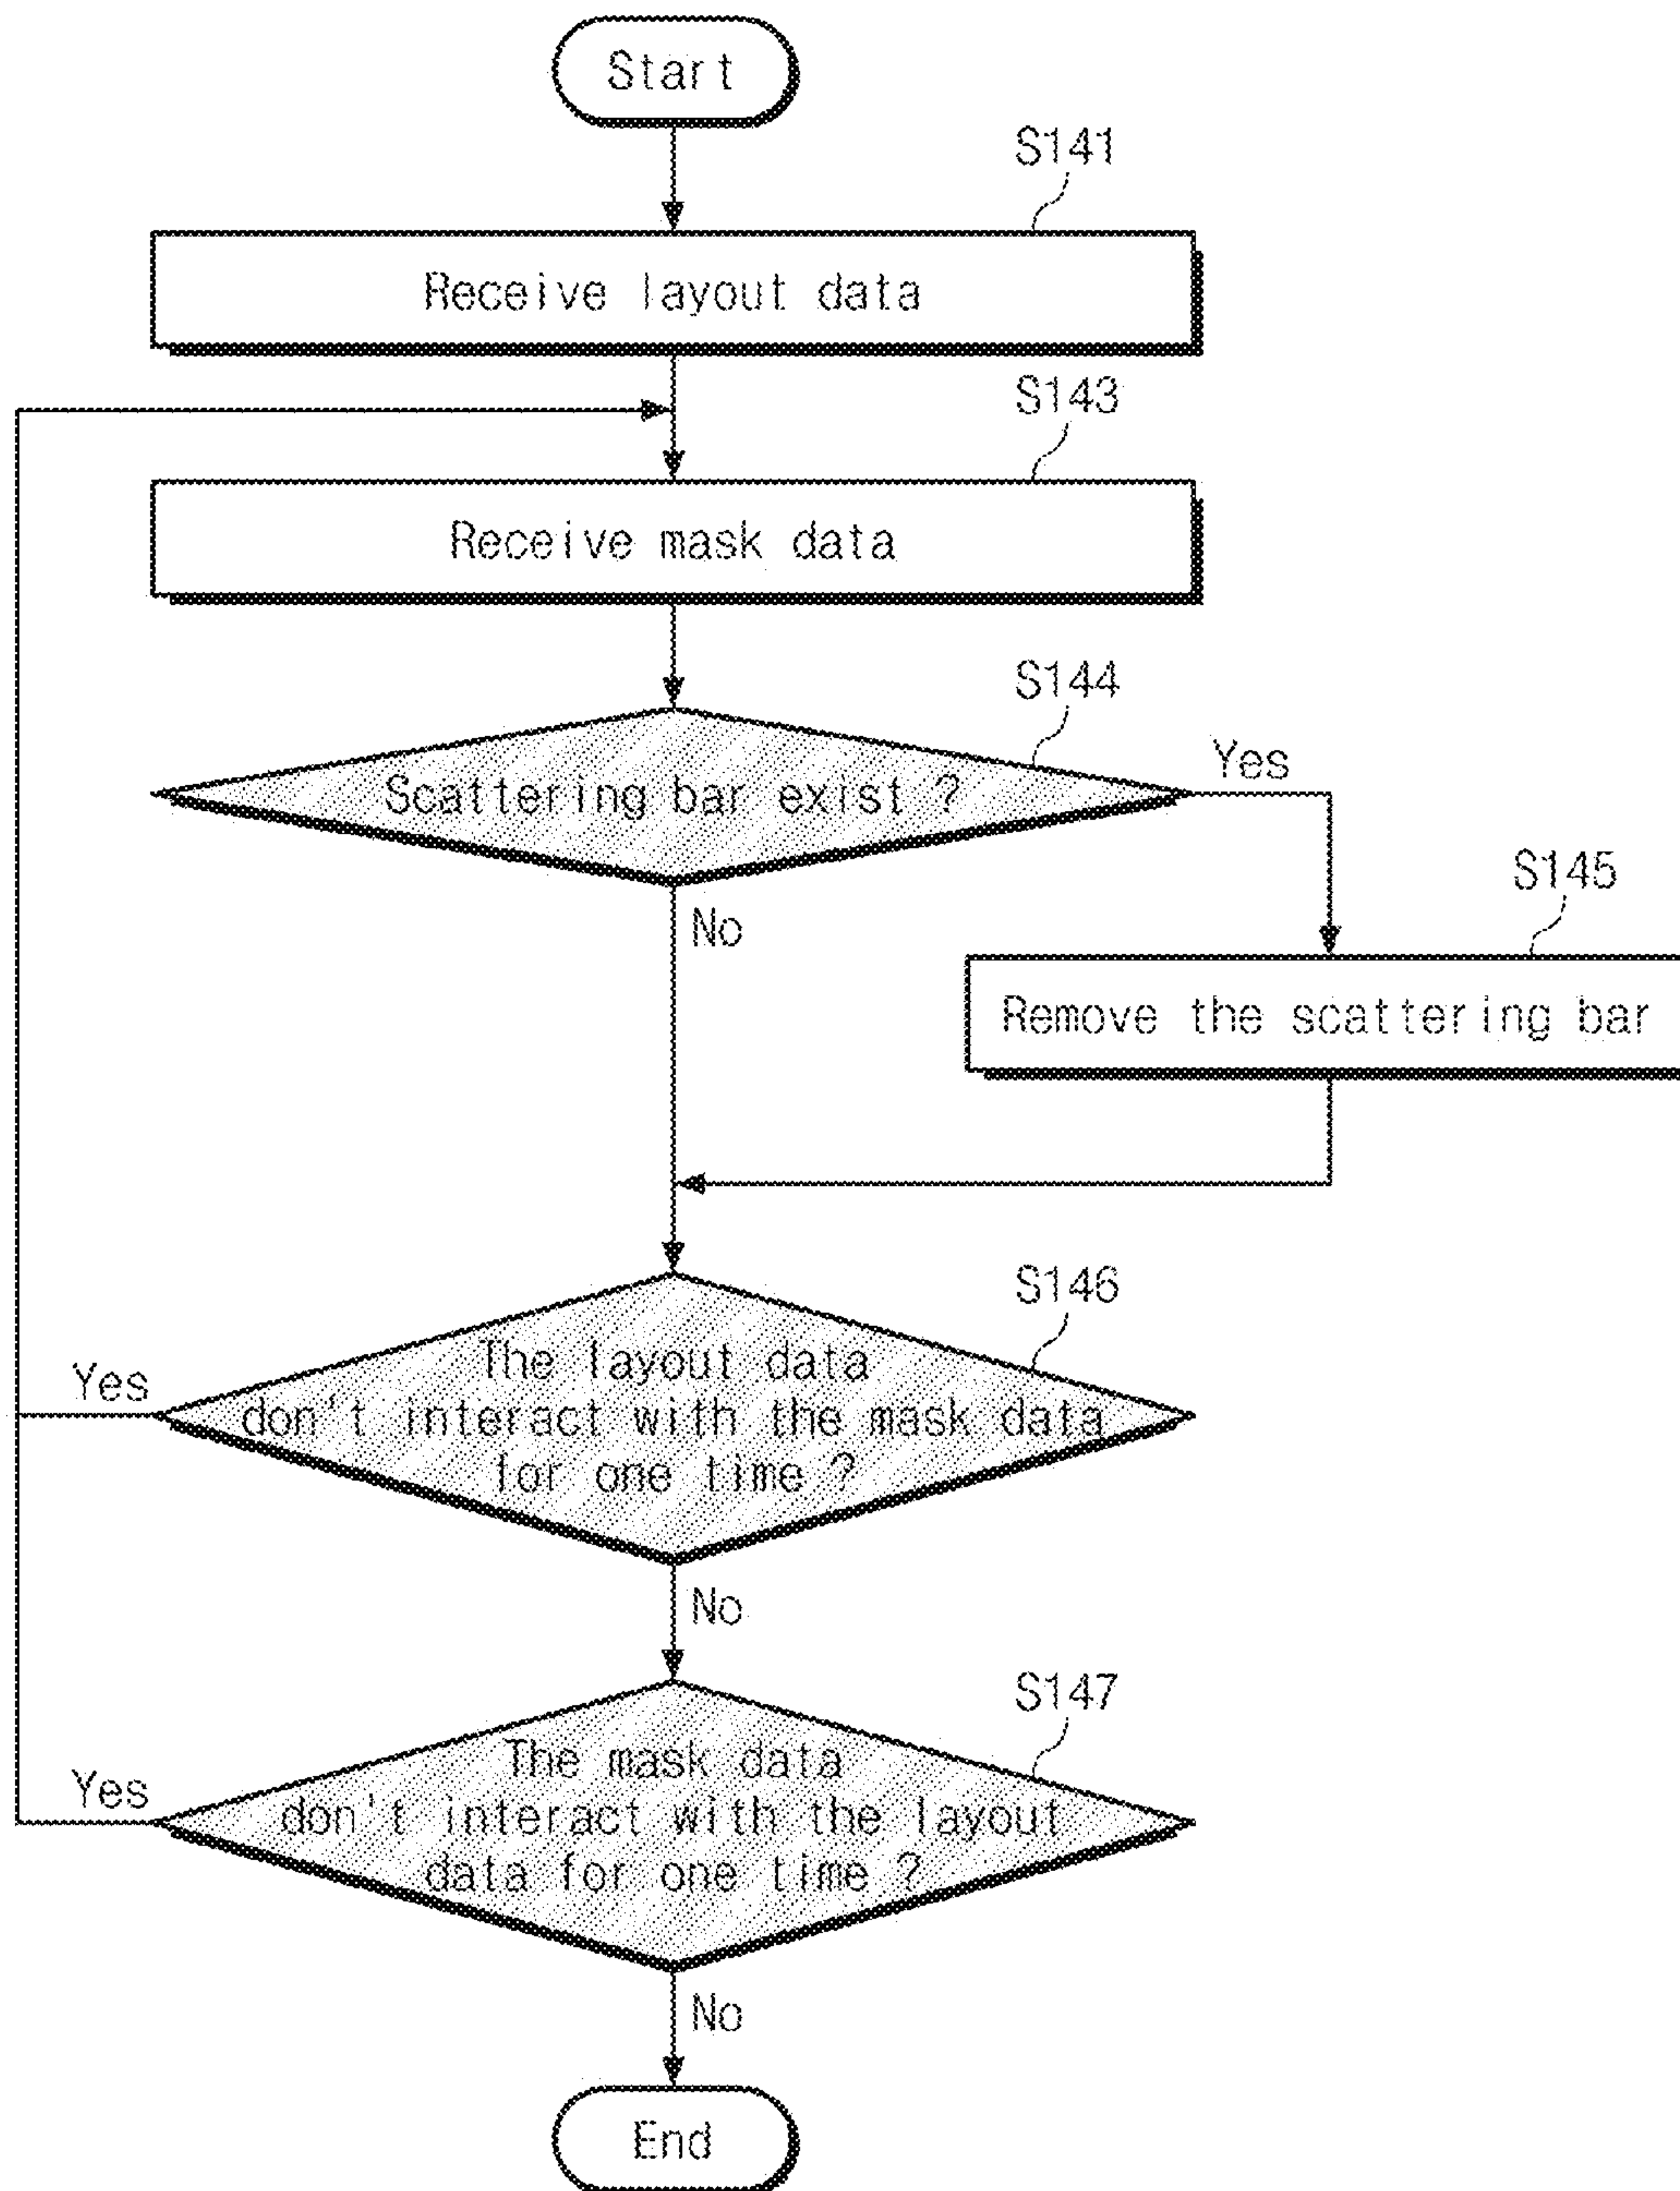 Start
S141
Receive layout data
S143
Receive mask data
S144
Scattering bar exist ?
Yes
No
S145
Remove the scattering bar
S146
The layout data
don't interact with the mask data
for one time ?
Yes
No
S147
The mask data
don't interact with the layout
data for one time ?
Yes
No
End